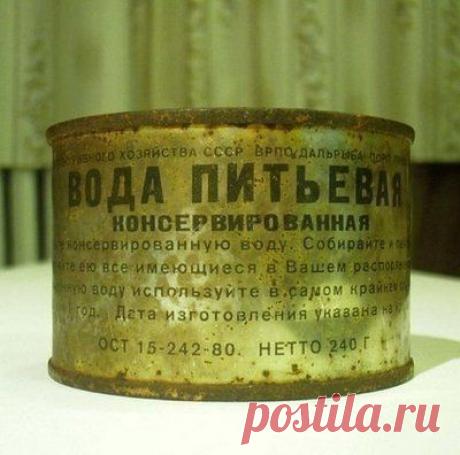 ХОЗЯЙСТВА СССР ВРПО ДАЛЬРЫБА
ВОДА ПИТЬЕВАЯ
КОНСЕРВИРОВАННАЯ
консервированную воду. Собирайте и
ею все имеющиеся в Вашем
воду используйте в самом крайнем
1 год. Дата изготовления указана на
ОСТ 15-242-80. НЕТТО 240 Г
postila.ru